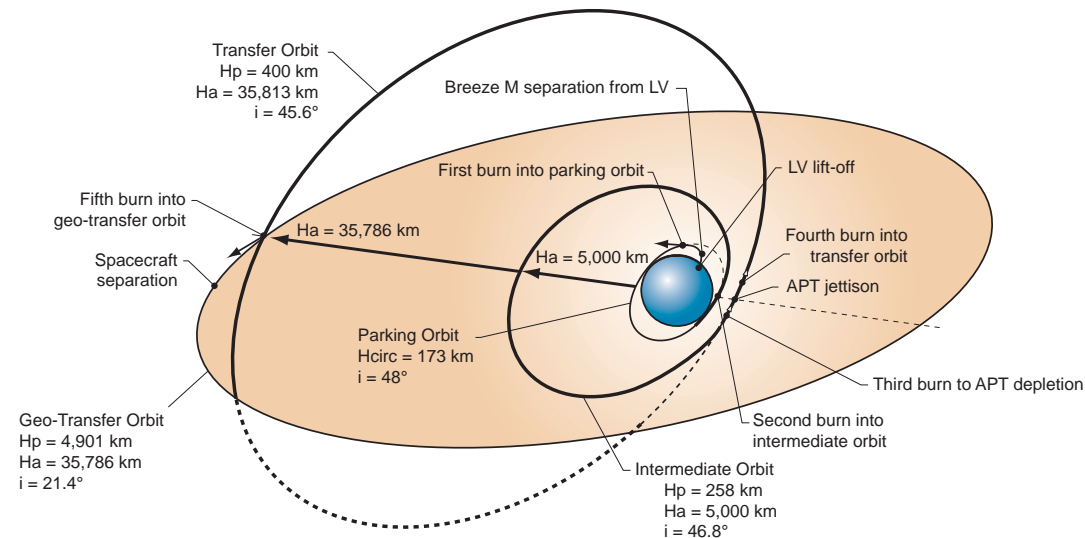 Transfer Orbit
Hp = 400 km
Ha = 35,813 km
i = 45.6°
Breeze M separation from LV
First burn into parking orbit
LV lift-off
Fifth burn into
geo-transfer orbit
Ha = 35,786 km
Ha = 5,000 km
Fourth burn into
transfer orbit
Spacecraft
separation
APT jettison
Parking Orbit
Hcirc = 173 km
i = 48°
Third burn to APT depletion
Geo-Transfer Orbit
Hp = 4,901 km
Ha = 35,786 km
i = 21.4°
Second burn into
intermediate orbit
Intermediate Orbit
Hp = 258 km
Ha = 5,000 km
i = 46.8°